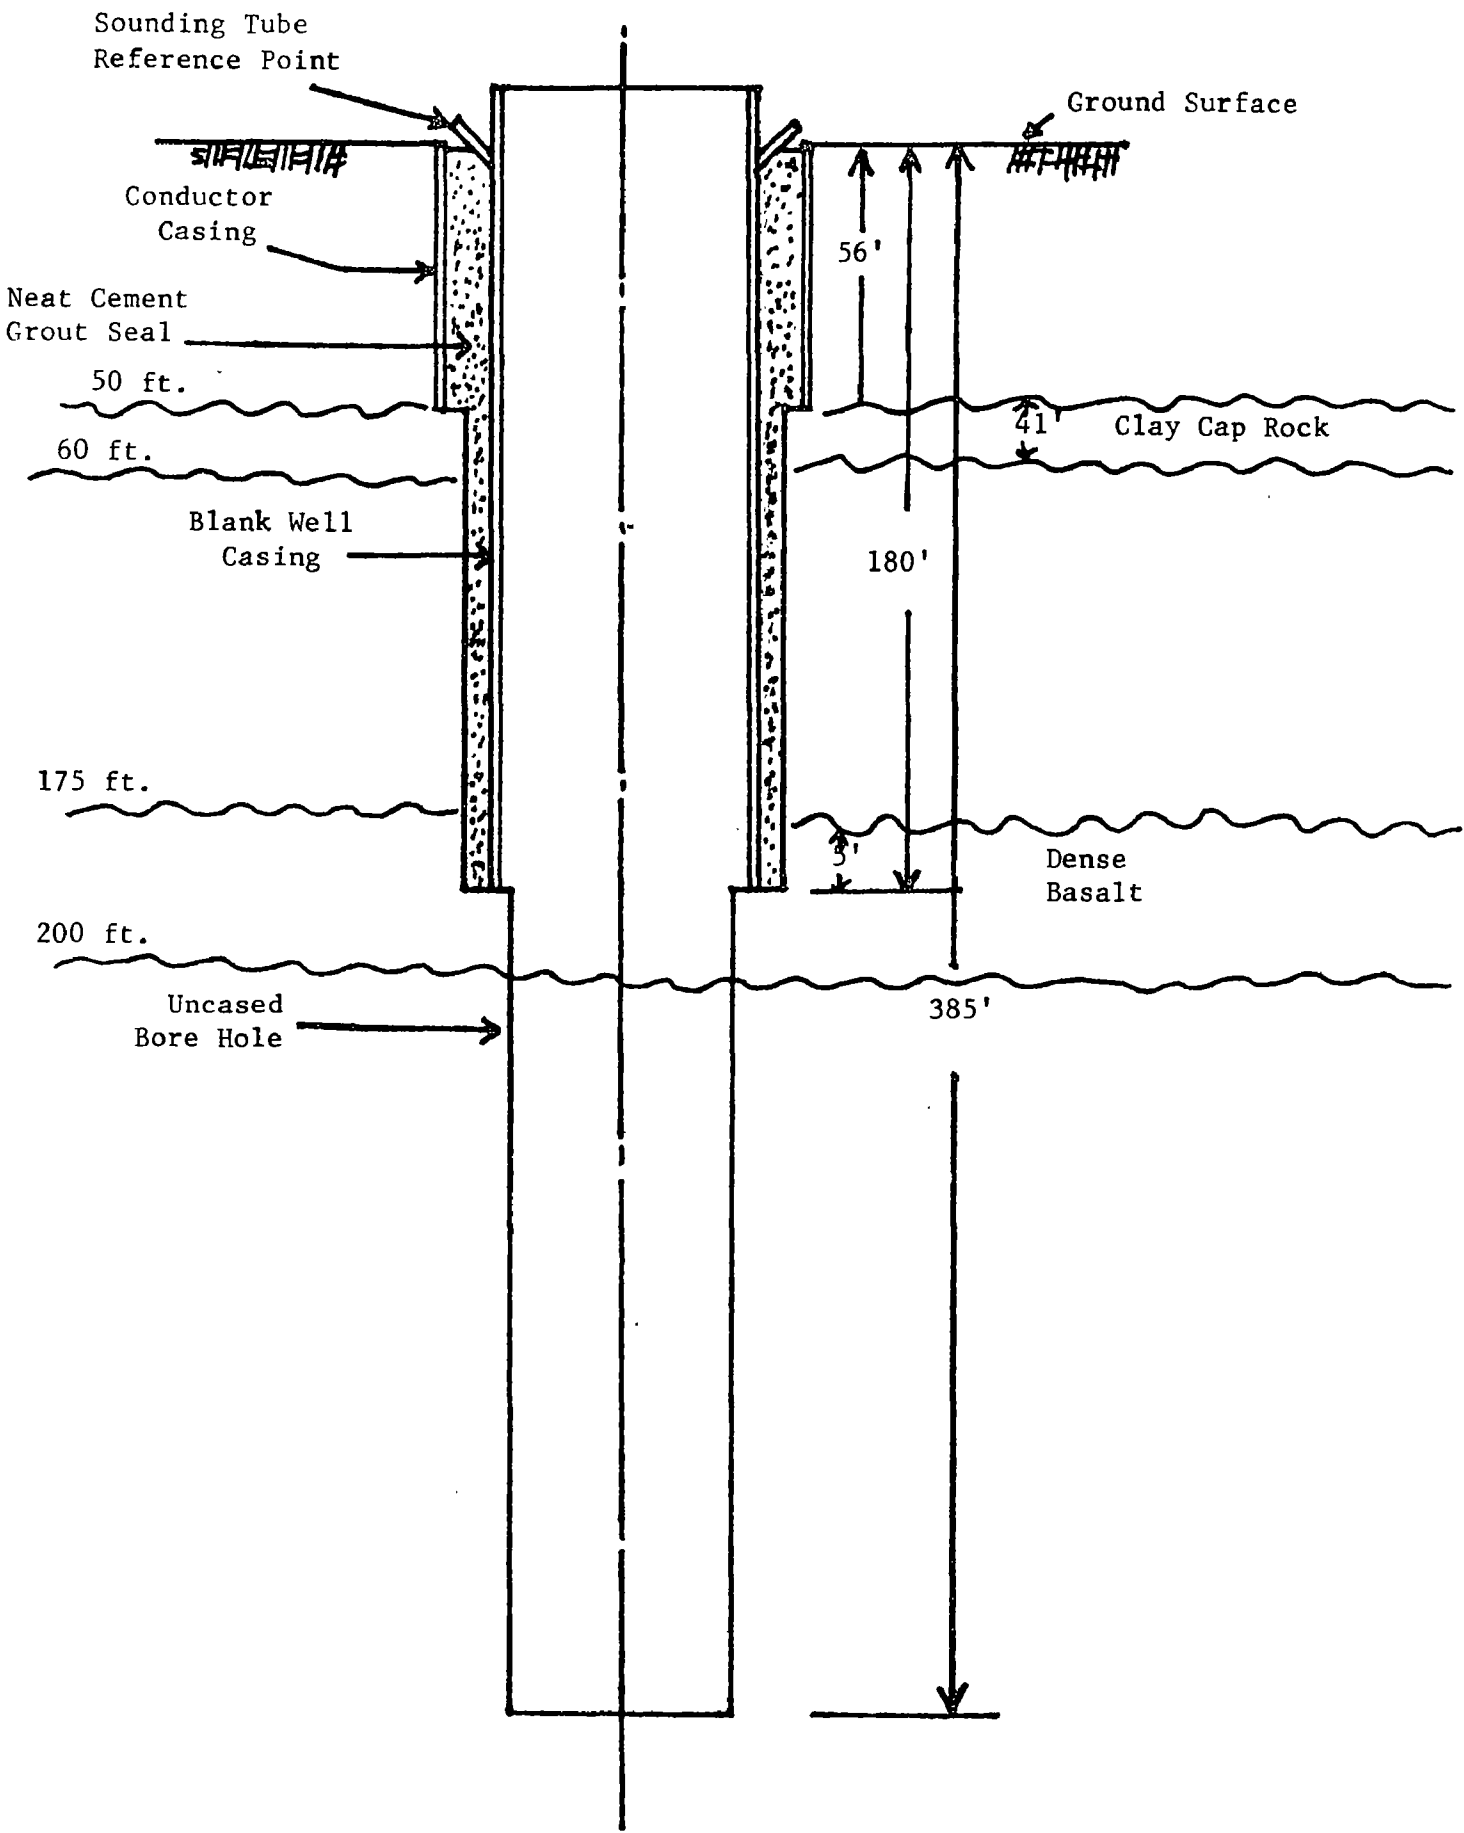 Sounding Tube
Reference Point
Ground Surface
Conductor
Casing
56'
Neat Cement
Grout Seal
50 ft.
41'
Clay Cap Rock
60 ft.
Blank Well
Casing
180'
175 ft.
5'
Dense
Basalt
200 ft.
Uncased
Bore Hole
385'